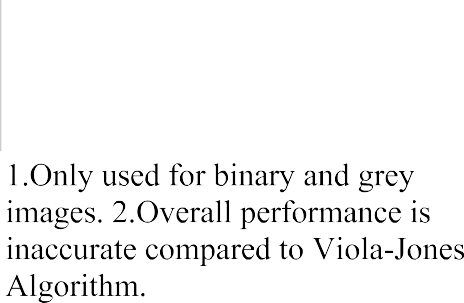 1.Only used for binary and grey
images. 2.Overall performance is
inaccurate compared to Viola-Jones
Algorithm.